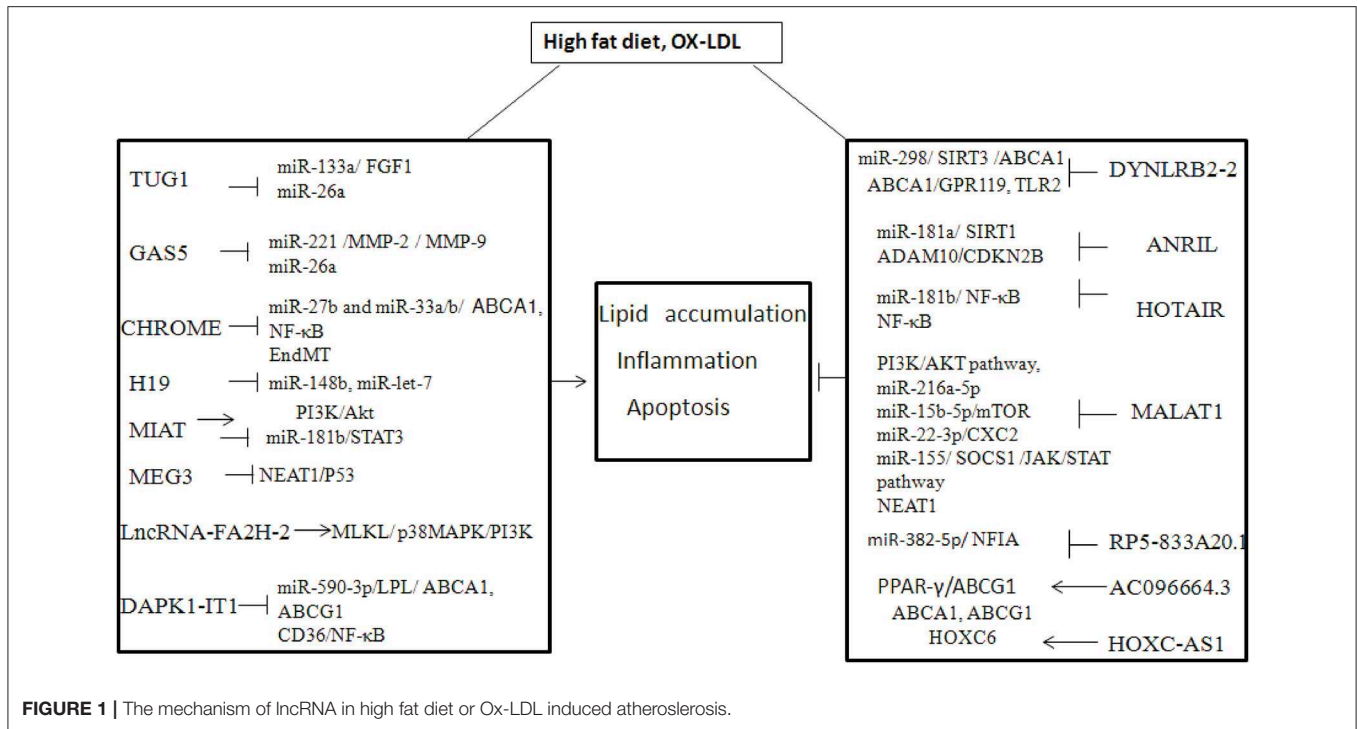 High fat diet, OX-LDL
TUG1
miR-133a/ FGF1
miR-26a
GAS5
miR-221 /MMP-2 / MMP-9
miR-26a
CHROME
miR-27b and miR-33a/b/ ABCA1,
NF-κB
EndMT
H19
miR-148b, miR-let-7
MIAT
PI3K/Akt
miR-181b/STAT3
MEG3
NEAT1/P53
LncRNA-FA2H-2
MLKL/p38MAPK/PI3K
DAPK1-IT1
miR-590-3p/LPL/ ABCA1,
ABCG1
CD36/NF-κB
Lipid accumulation
Inflammation
Apoptosis
miR-298/ SIRT3 /ABCA1
ABCA1/GPR119, TLR2
DYNLRB2-2
miR-181a/ SIRT1
ADAM10/CDKN2B
ANRIL
miR-181b/ NF-κB
NF-κB
HOTAIR
PI3K/AKT pathway,
miR-216a-5p
miR-15b-5p/mTOR
miR-22-3p/CXC2
miR-155/ SOCS1 /JAK/STAT
pathway
NEAT1
MALAT1
miR-382-5p/ NFIA
RP5-833A20.1
PPAR-γ/ABCG1
ABCA1, ABCG1
AC096664.3
HOXC6
HOXC-AS1
FIGURE 1 | The mechanism of lncRNA in high fat diet or Ox-LDL induced atheroslerosis.